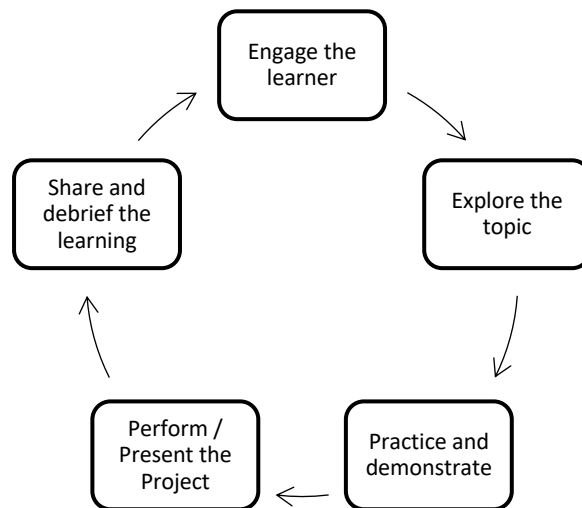 Engage the
learner
Explore the
topic
Practice and
demonstrate
Perform /
Present the
Project
Share and
debrief the
learning